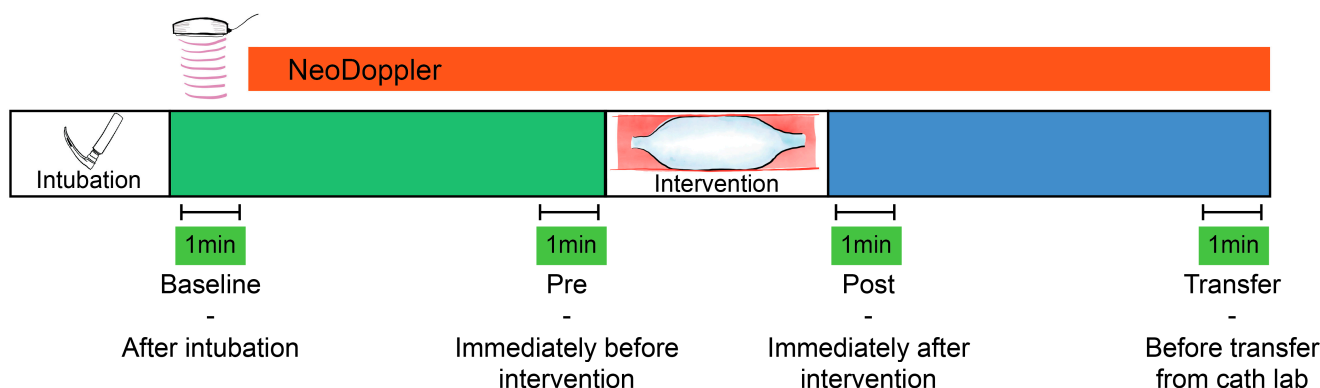 NeoDoppler
Intubation
Intervention
1min
1min
1min
1min
Baseline
Pre
Post
Transfer
-
-
-
-
After intubation
Immediately before
intervention
Immediately after
intervention
Before transfer
from cath lab